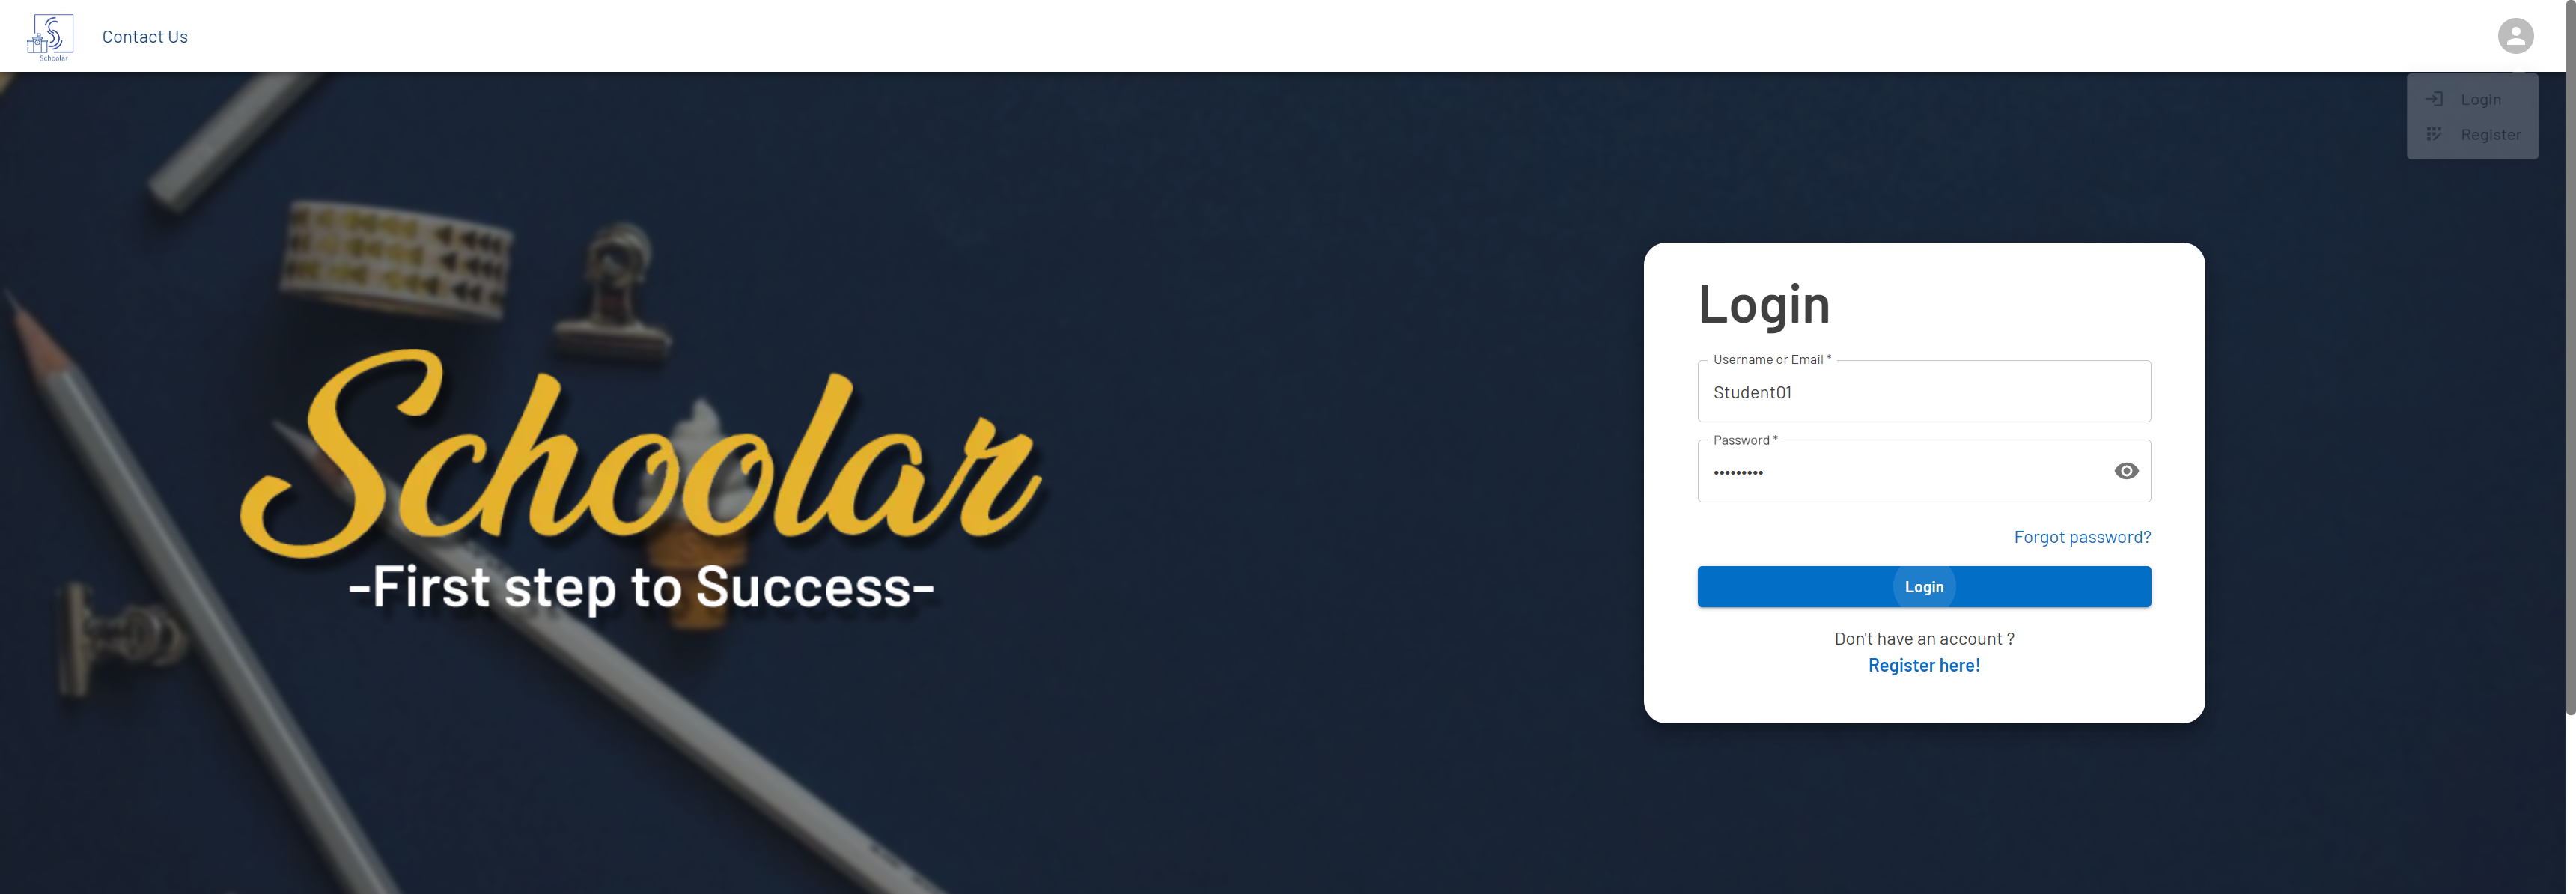 Schoolar
Contact Us
Login
Register
Login
Username or Email *
Student01
Password *
•••••••••
Forgot password?
Login
Don't have an account ?
Register here!
Schoolar
-First step to Success-